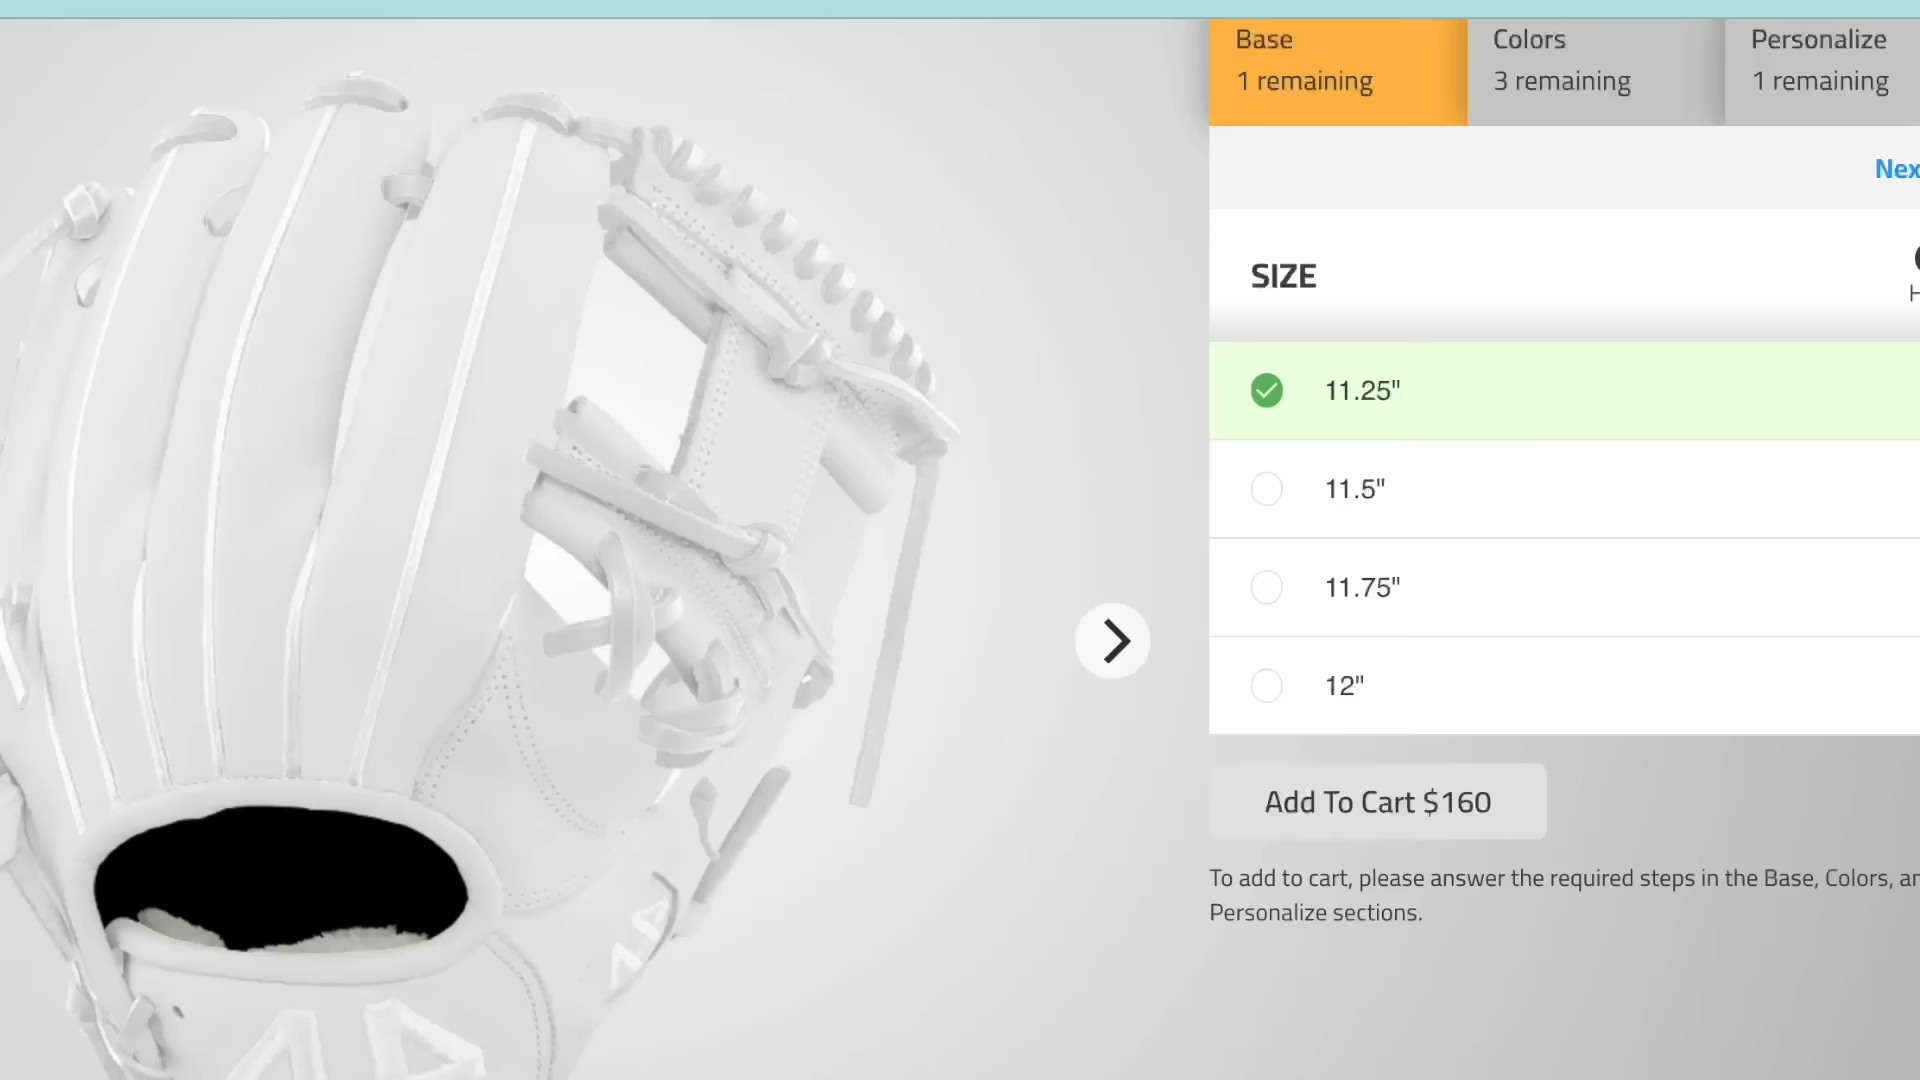 Base
1 remaining
Colors
3 remaining
Personalize
1 remaining
SIZE
11.25"
11.5"
11.75"
12"
Add To Cart $160
To add to cart, please answer the required steps in the Base, Colors,
Personalize sections.